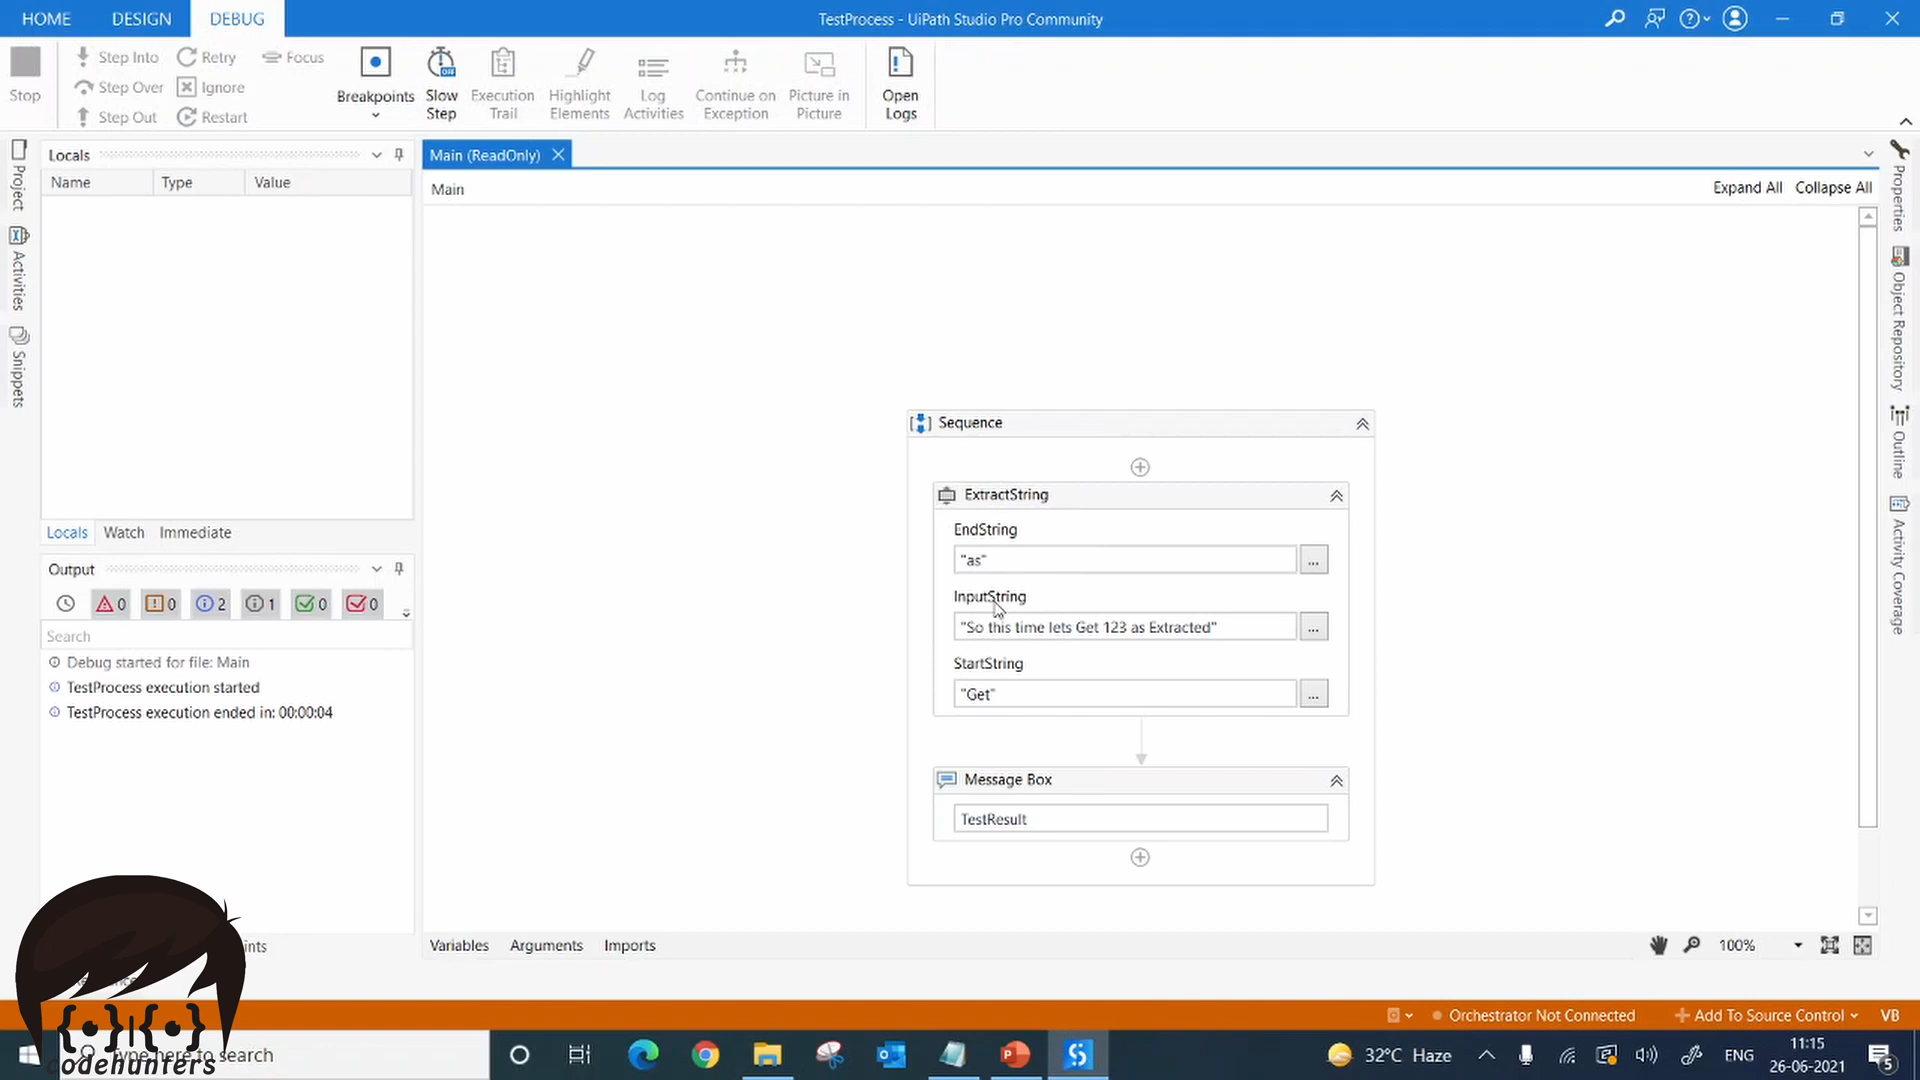 HOME DESIGN DEBUG
TestProcess - UiPath Studio Pro Community
Stop
Step Into
Step Over
Step Out
Retry
Ignore
Restart
Focus
Breakpoints
Slow Step
Execution Trail
Highlight Elements
Log Activities
Continue on Exception
Picture in Picture
Open Logs
Project
Activities
Snippets
Locals
Name Type Value
Locals Watch Immediate
Output
0 0 2 1 0 0
Search
Debug started for file: Main
TestProcess execution started
TestProcess execution ended in: 00:00:04
Main (ReadOnly)
Main
Expand All Collapse All
Sequence
ExtractString
EndString
"as"
...
InputString
"So this time lets Get 123 as Extracted"
...
StartString
"Get"
...
Message Box
TestResult
Variables Arguments Imports
100%
Properties
Object Repository
Outline
Activity Coverage
Orchestrator Not Connected
Add To Source Control
VB
{•}|{•}
codehunters
Type here to search
32°C Haze
ENG
11:15
26-06-2021
5